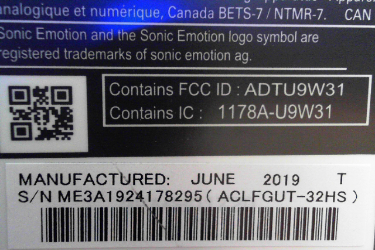 analogique et numérique, Canada BETS-7 / NTMR-7. CAN
Sonic Emotion and the Sonic Emotion logo symbol are
registered trademarks of sonic emotion ag.
Contains FCC ID : ADTU9W31
Contains IC : 1178A-U9W31
MANUFACTURED: JUNE 2019 T
S/N ME3A1924178295 ( ACLFGUT-32HS )